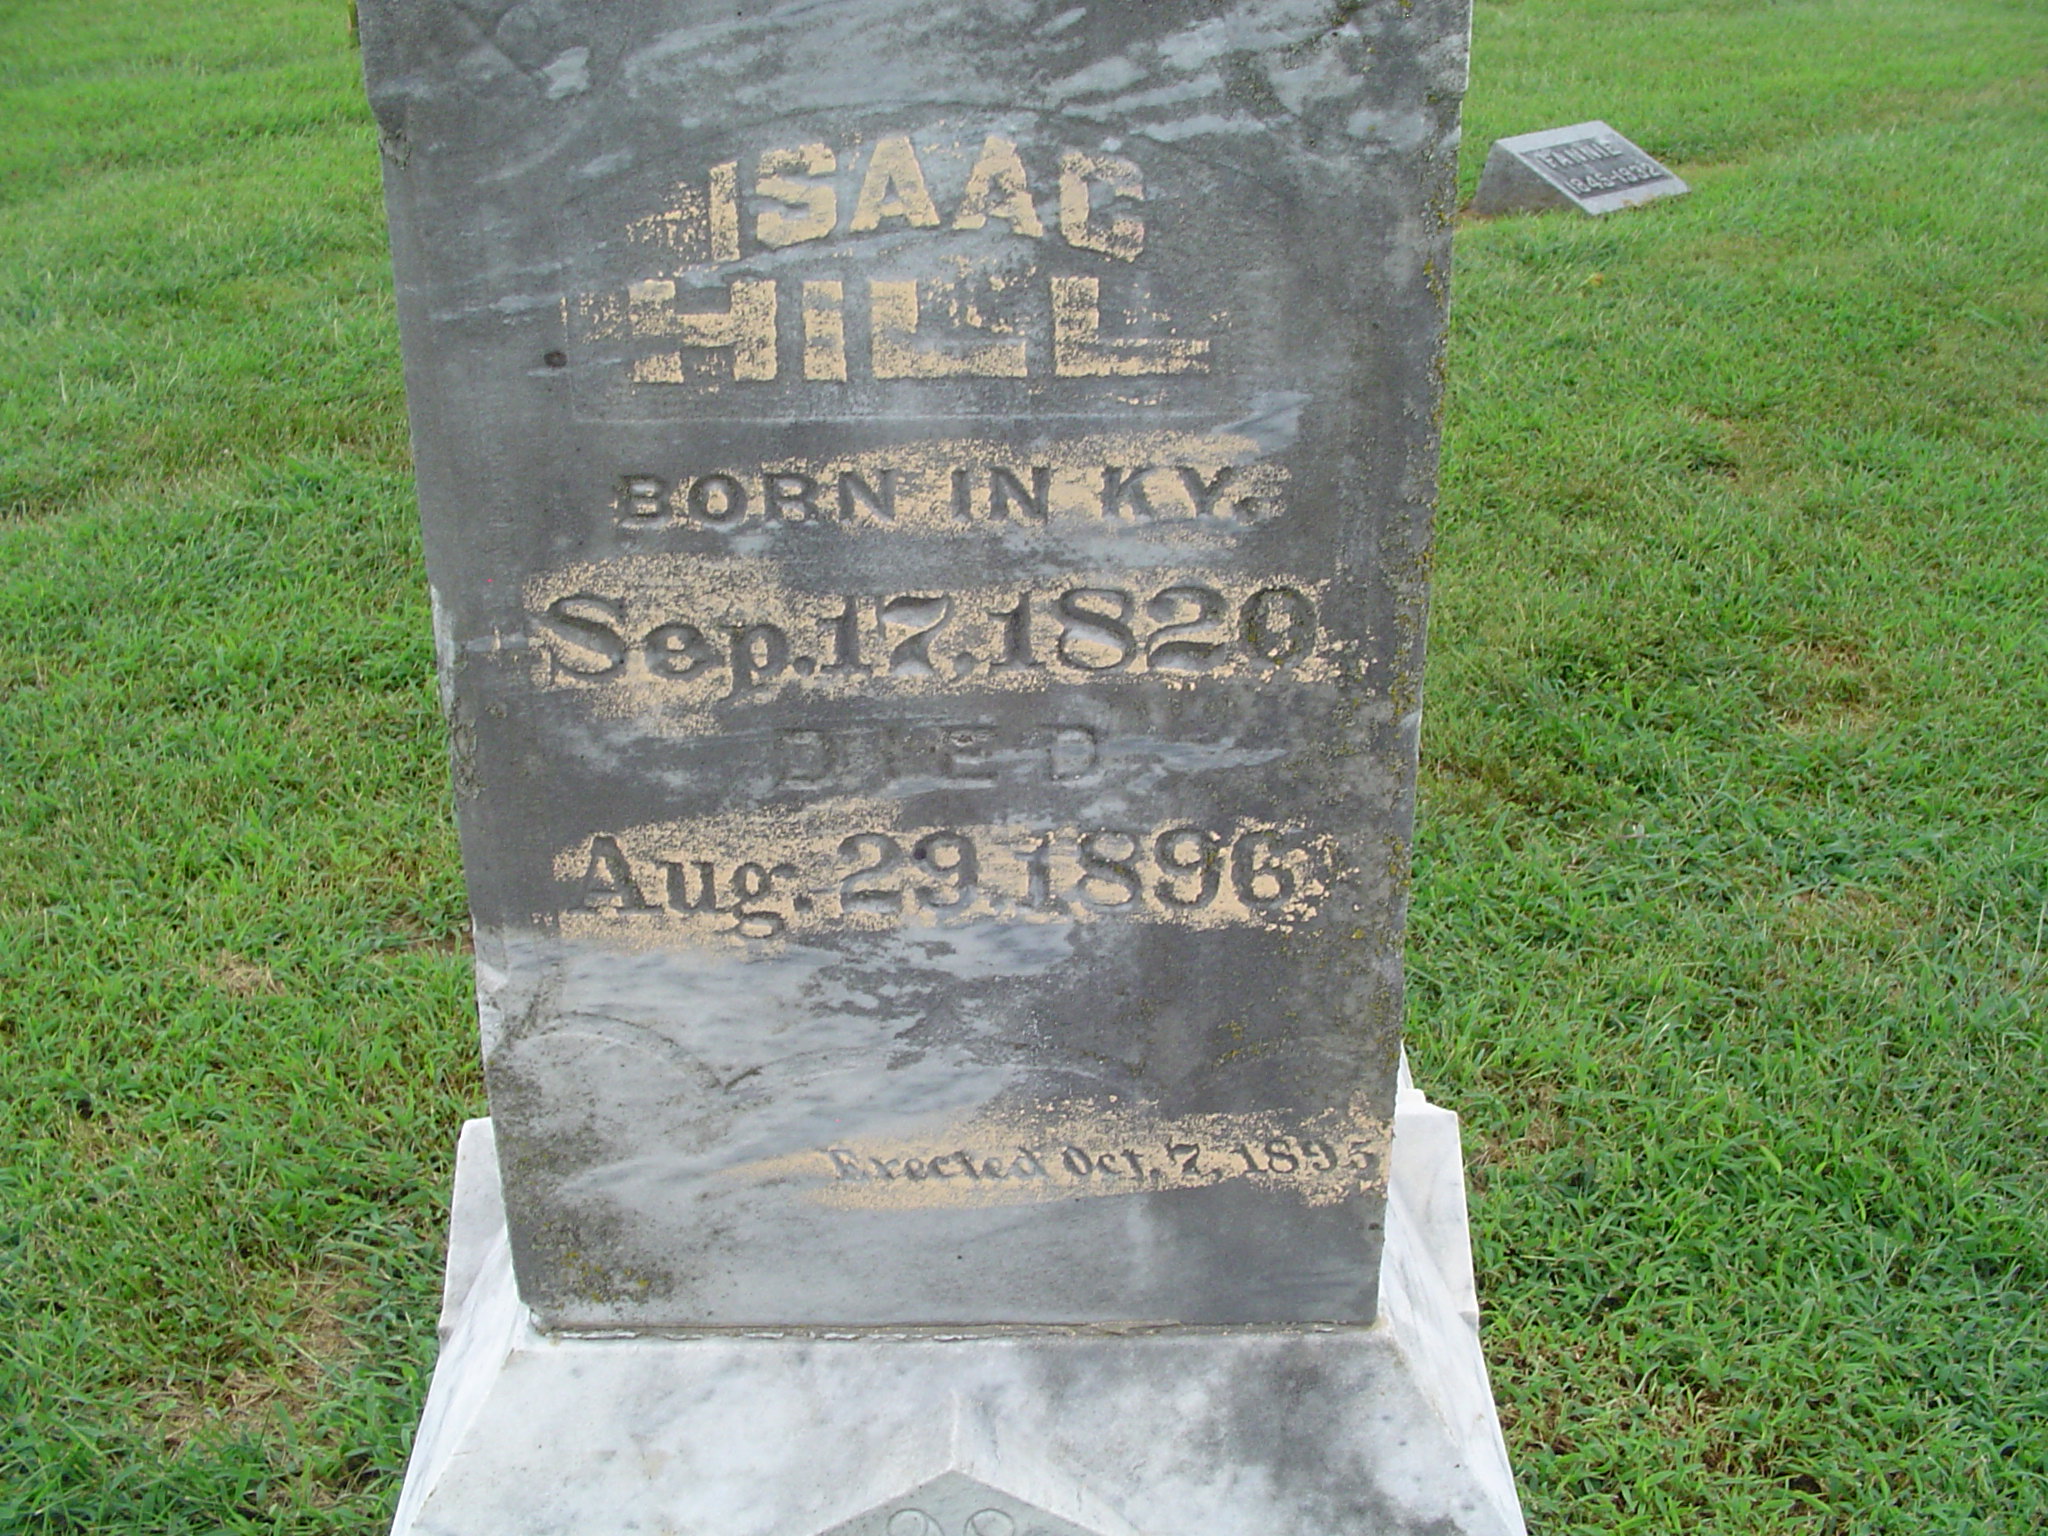 ISAAC
HILL
BORN IN KY.
Sep. 17, 1820
DIED
Aug. 29, 1896
Erected Oct. 7, 1895
FANNIE
1845-1932